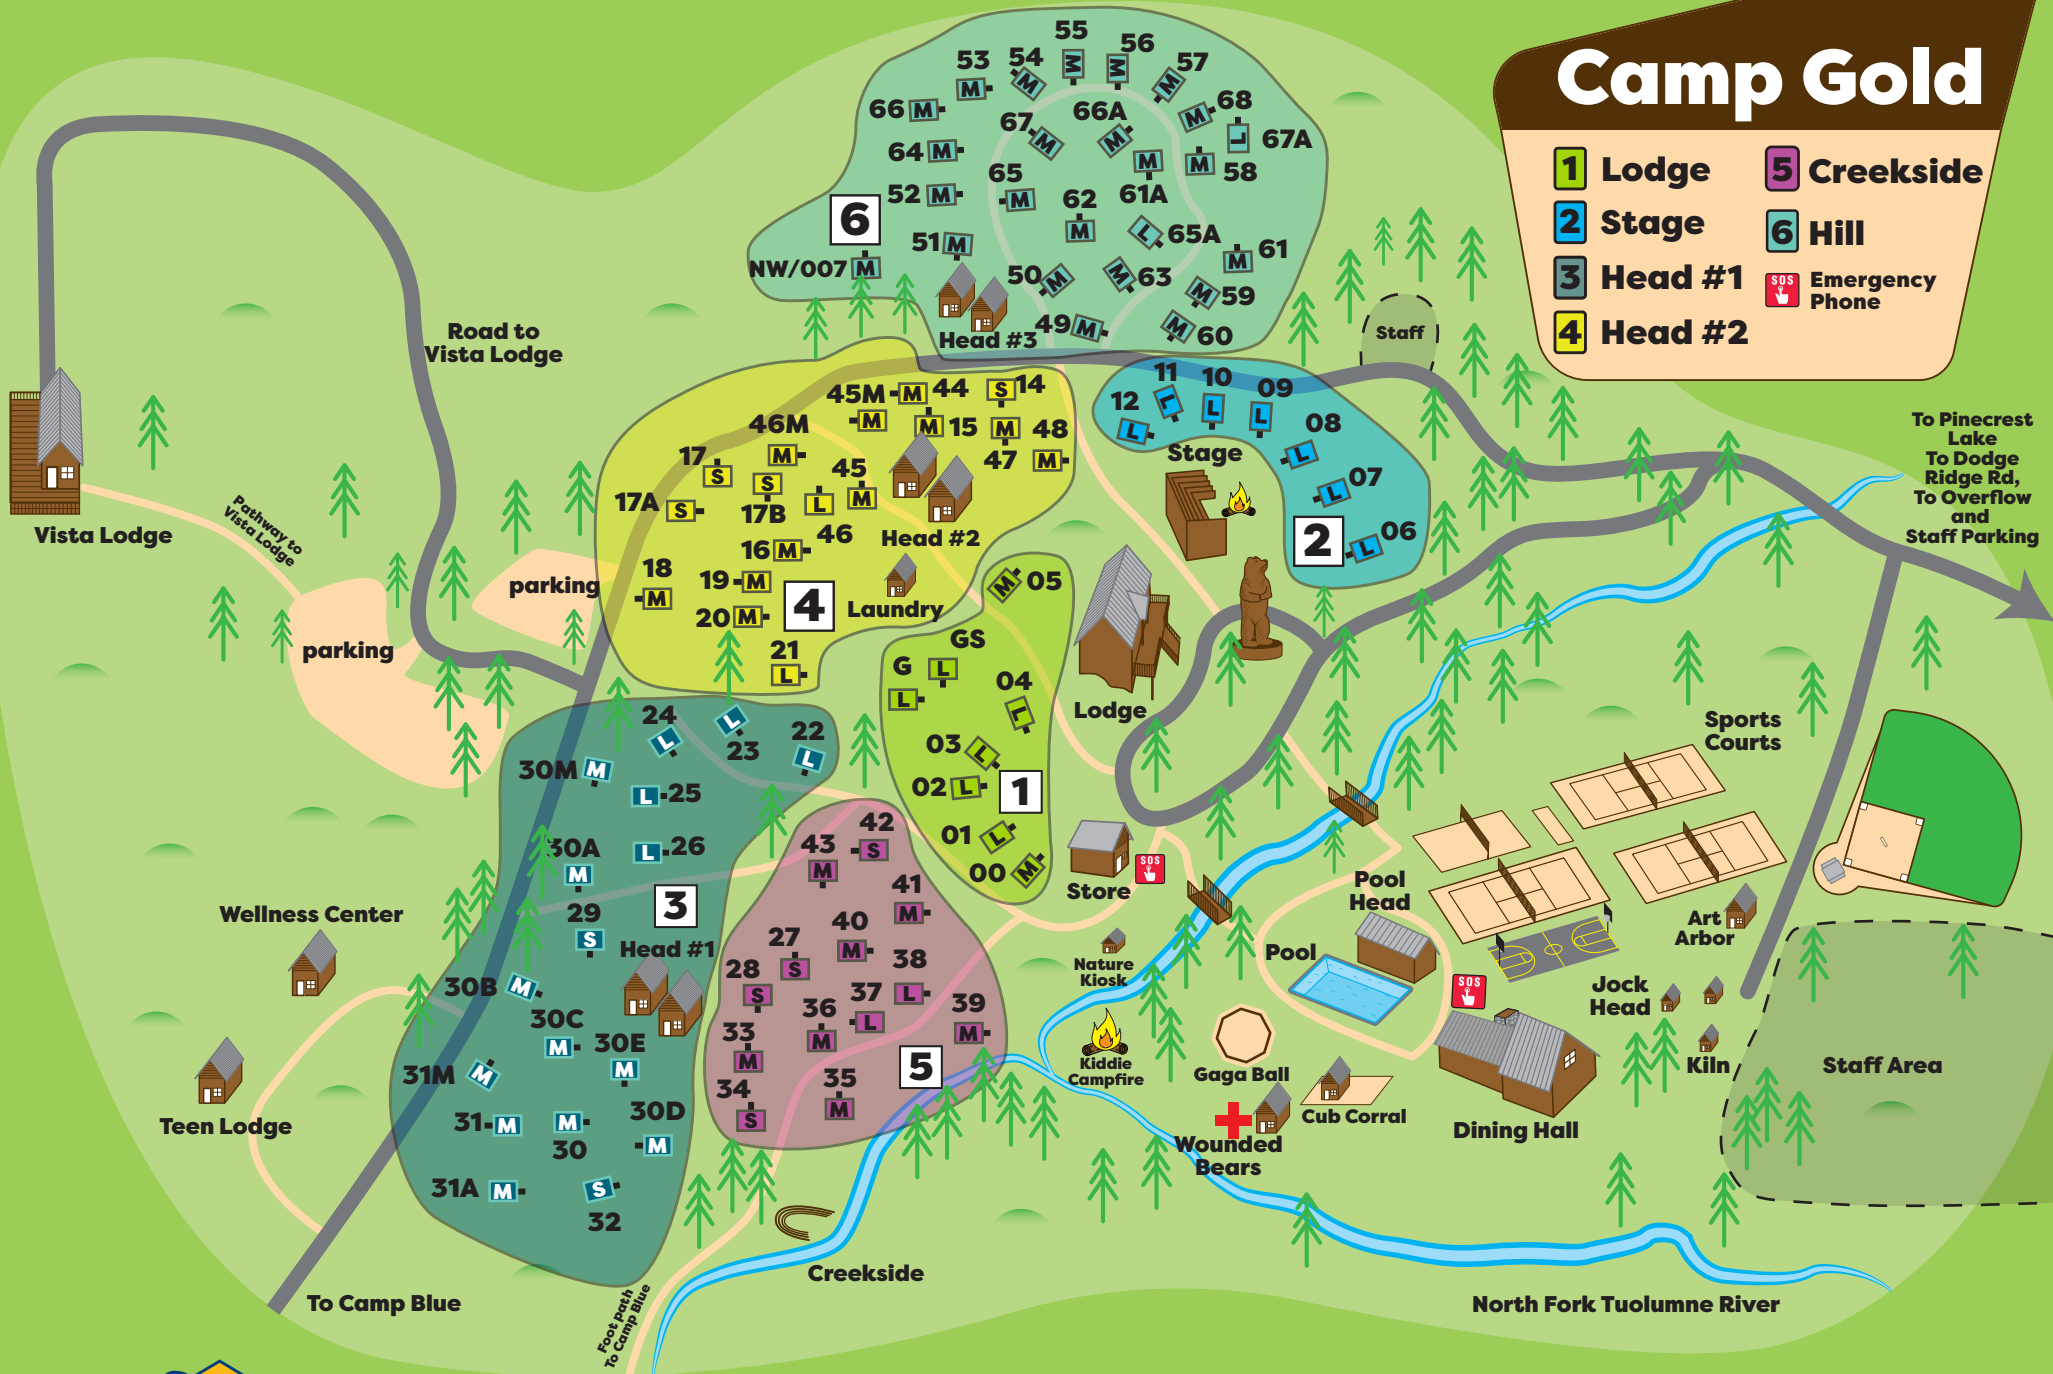 Camp Gold
1 Lodge
2 Stage
3 Head #1
4 Head #2
5 Creekside
6 Hill
SOS
Emergency
Phone
55
56
53
54
57
M
M
M
M
M
66 M
67
66A
M
68
M
M
M
L
67A
64 M
65
M
61A
M
58
52 M
M
62
M
L
65A
6
51 M
61
M
NW/007 M
50 M
M
63
M
59
49 M
M
60
Head #3
Staff
Road to
Vista Lodge
45M
M
M
44
S
14
M
15
M
48
47
M
46M
M
17
S
17A S
S
17B
L
45
M
16 M
46
Head #2
18
M
19 M
20 M
4
Laundry
21
L
11
10
09
12
L
L
L
L
08
L
07
L
06
L
2
Stage
To Pinecrest
Lake
To Dodge
Ridge Rd,
To Overflow
and
Staff Parking
Vista Lodge
Pathway to
Vista Lodge
parking
parking
M 05
GS
L
G
L
04
L
03
L
02 L
1
01
L
00
M
Lodge
Store
SOS
24
L
L
23
22
L
30M M
L 25
L 26
30A
M
29
S
3
Head #1
30B M
30C
M
30E
M
31M M
31 M
M
30
30D
M
31A M
S
32
42
S
43
M
41
M
40
M
27
S
28
S
38
L
37
L
36
M
39
M
33
M
34
S
35
M
5
Sports
Courts
Pool
Head
Pool
SOS
Art
Arbor
Jock
Head
Kiln
Nature
Kiosk
Kiddie
Campfire
Gaga Ball
Cub Corral
Wounded
Bears
Dining Hall
Staff Area
Wellness Center
Teen Lodge
Creekside
To Camp Blue
Foot path
To Camp Blue
North Fork Tuolumne River